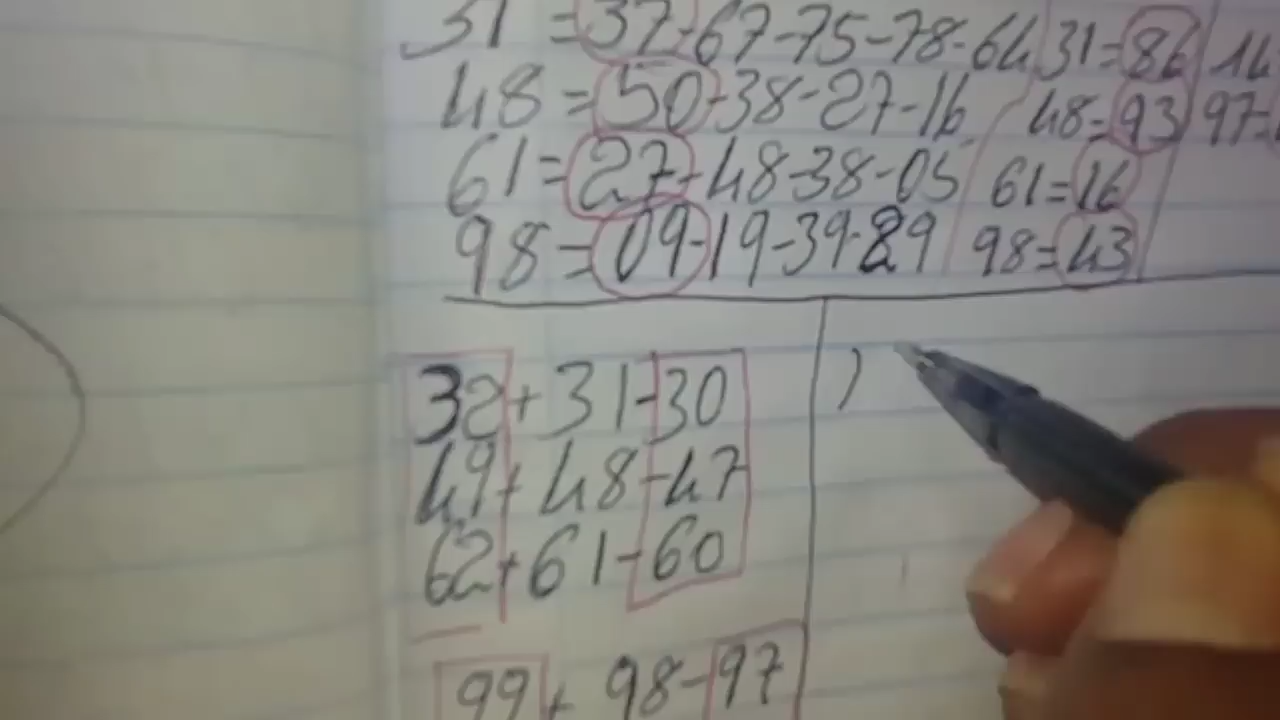 31 = 37-67-75-78-64 31=86 14
48 = 50-38-27-16 48=93 97=
61 = 27-48-38-05 61=16
98 = 09-19-39-29 98=43
32 + 31-30
49 + 48-47
62 + 61-60
99 + 98-97